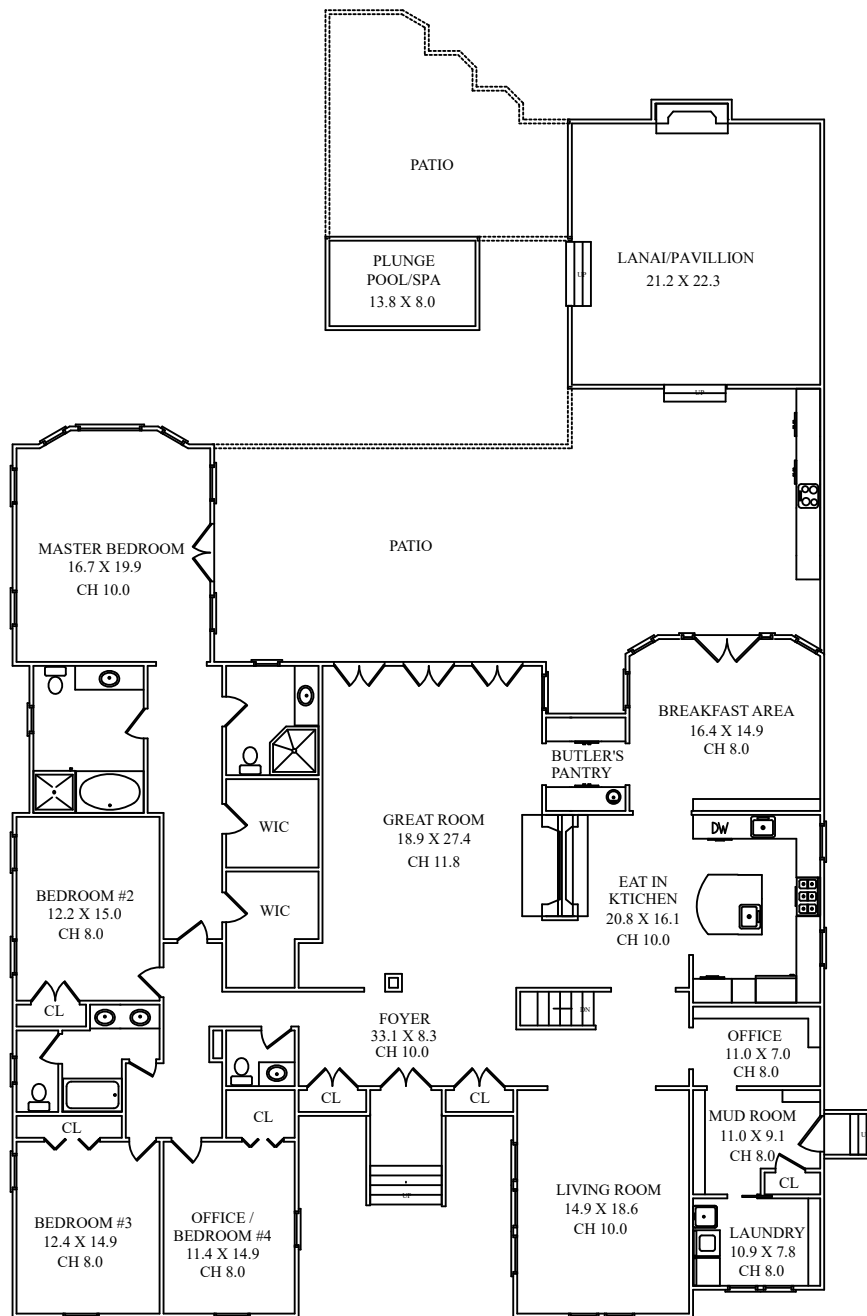 PATIO
PLUNGE
POOL/SPA
13.8 X 8.0
LANAI/PAVILLION
21.2 X 22.3
UP
UP
MASTER BEDROOM
16.7 X 19.9
CH 10.0
PATIO
BREAKFAST AREA
16.4 X 14.9
CH 8.0
BUTLER'S
PANTRY
WIC
GREAT ROOM
18.9 X 27.4
CH 11.8
DW
BEDROOM #2
12.2 X 15.0
CH 8.0
WIC
EAT IN
KTICHEN
20.8 X 16.1
CH 10.0
CL
FOYER
33.1 X 8.3
CH 10.0
DN
OFFICE
11.0 X 7.0
CH 8.0
CL
CL
CL
CL
MUD ROOM
11.0 X 9.1
CH 8.0
CL
UP
BEDROOM #3
12.4 X 14.9
CH 8.0
OFFICE /
BEDROOM #4
11.4 X 14.9
CH 8.0
LIVING ROOM
14.9 X 18.6
CH 10.0
LAUNDRY
10.9 X 7.8
CH 8.0